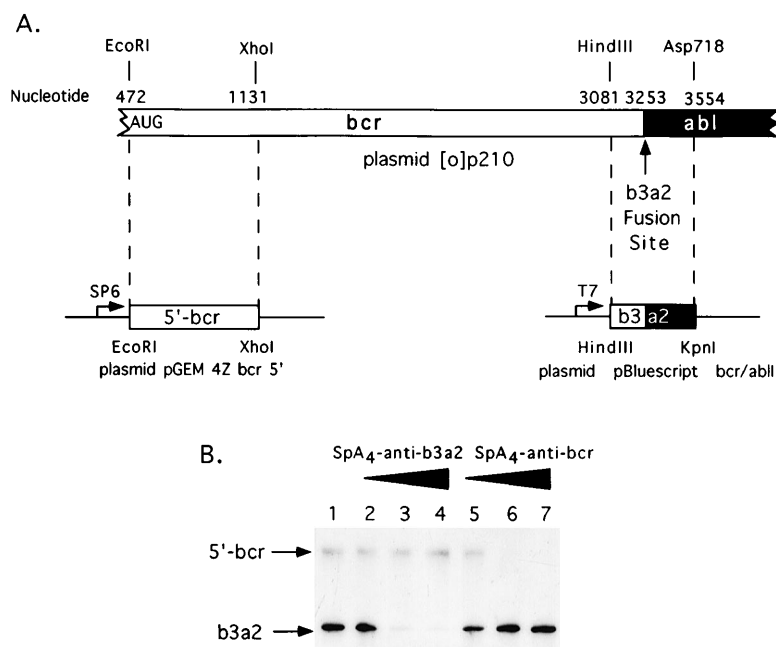 A.
EcoRI XhoI HindIII Asp718
Nucleotide 472 1131 3081 3253 3554
AUG bcr abl
plasmid [o]p210
b3a2
Fusion
Site
SP6 T7
5'-bcr b3 a2
EcoRI XhoI HindIII KpnI
plasmid pGEM 4Z bcr 5' plasmid pBluescript bcr/ablI
B. SpA4-anti-b3a2 SpA4-anti-bcr
1 2 3 4 5 6 7
5'-bcr
b3a2